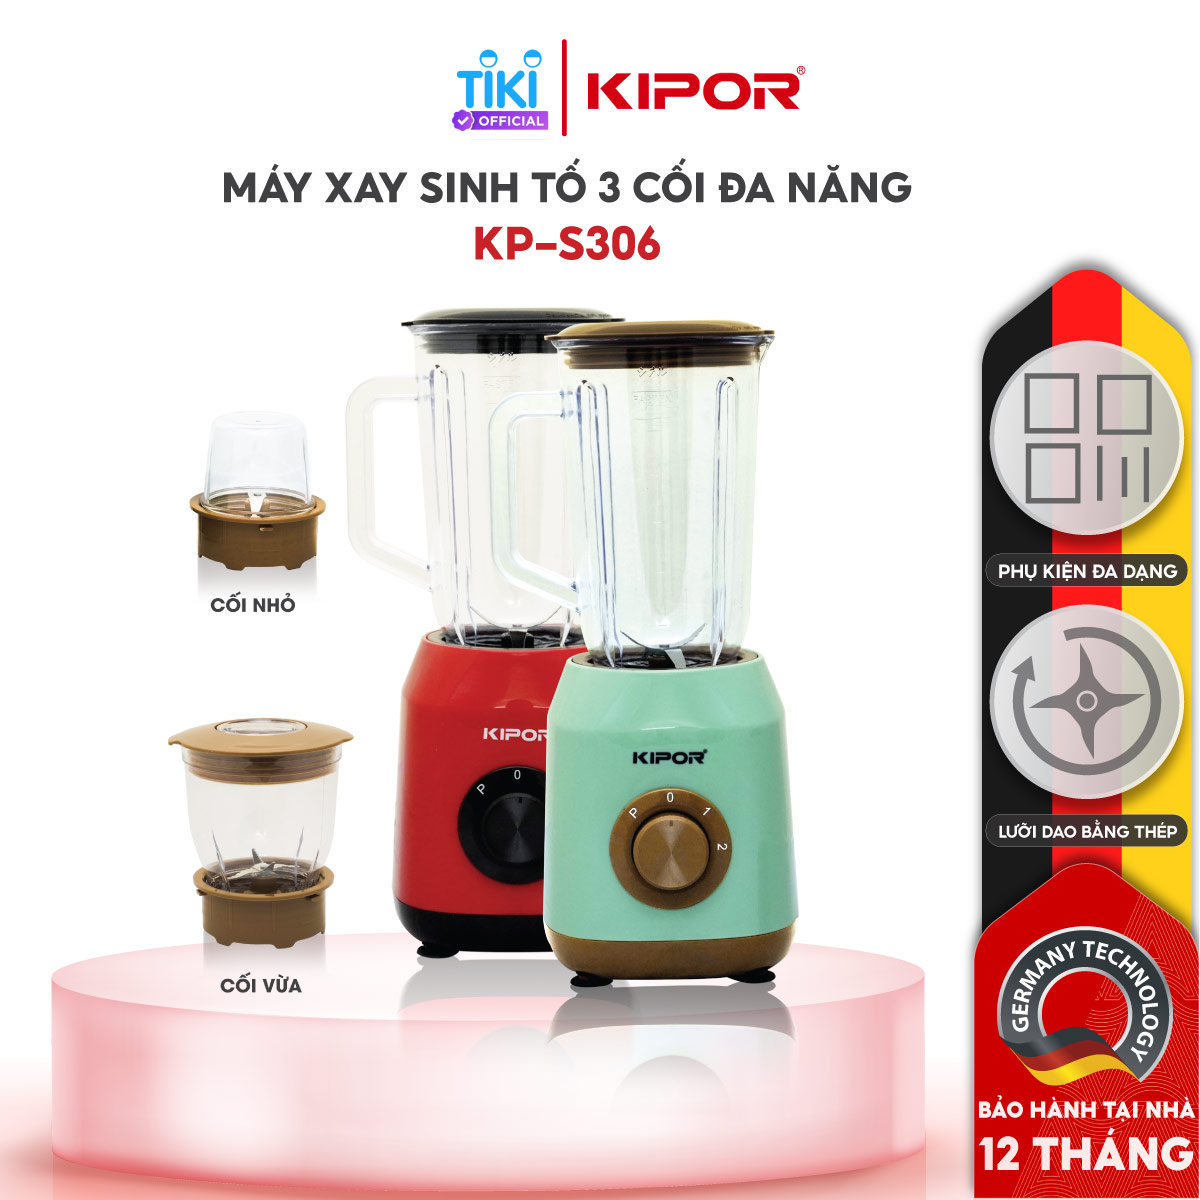 TIKI
OFFICIAL
KIPOR®
MÁY XAY SINH TỐ 3 CỐI ĐA NĂNG
KP-S306
CỐI NHỎ
CỐI VỪA
KIPOR
P 0
KIPOR®
P 0 1 2
PHỤ KIỆN ĐA DẠNG
LƯỠI DAO BẰNG THÉP
GERMANY TECHNOLOGY
BẢO HÀNH TẠI NHÀ
12 THÁNG